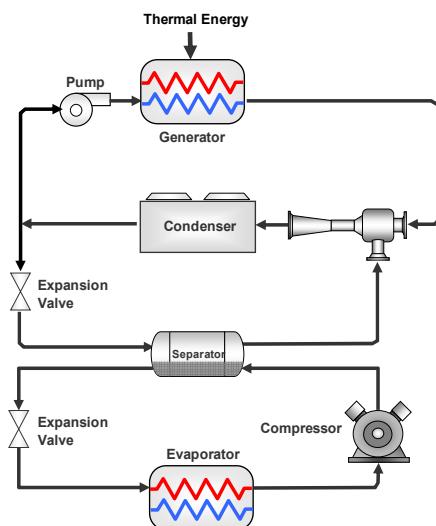 Thermal Energy
Pump
Generator
Condenser
Expansion
Valve
Separator
Expansion
Valve
Compressor
Evaporator